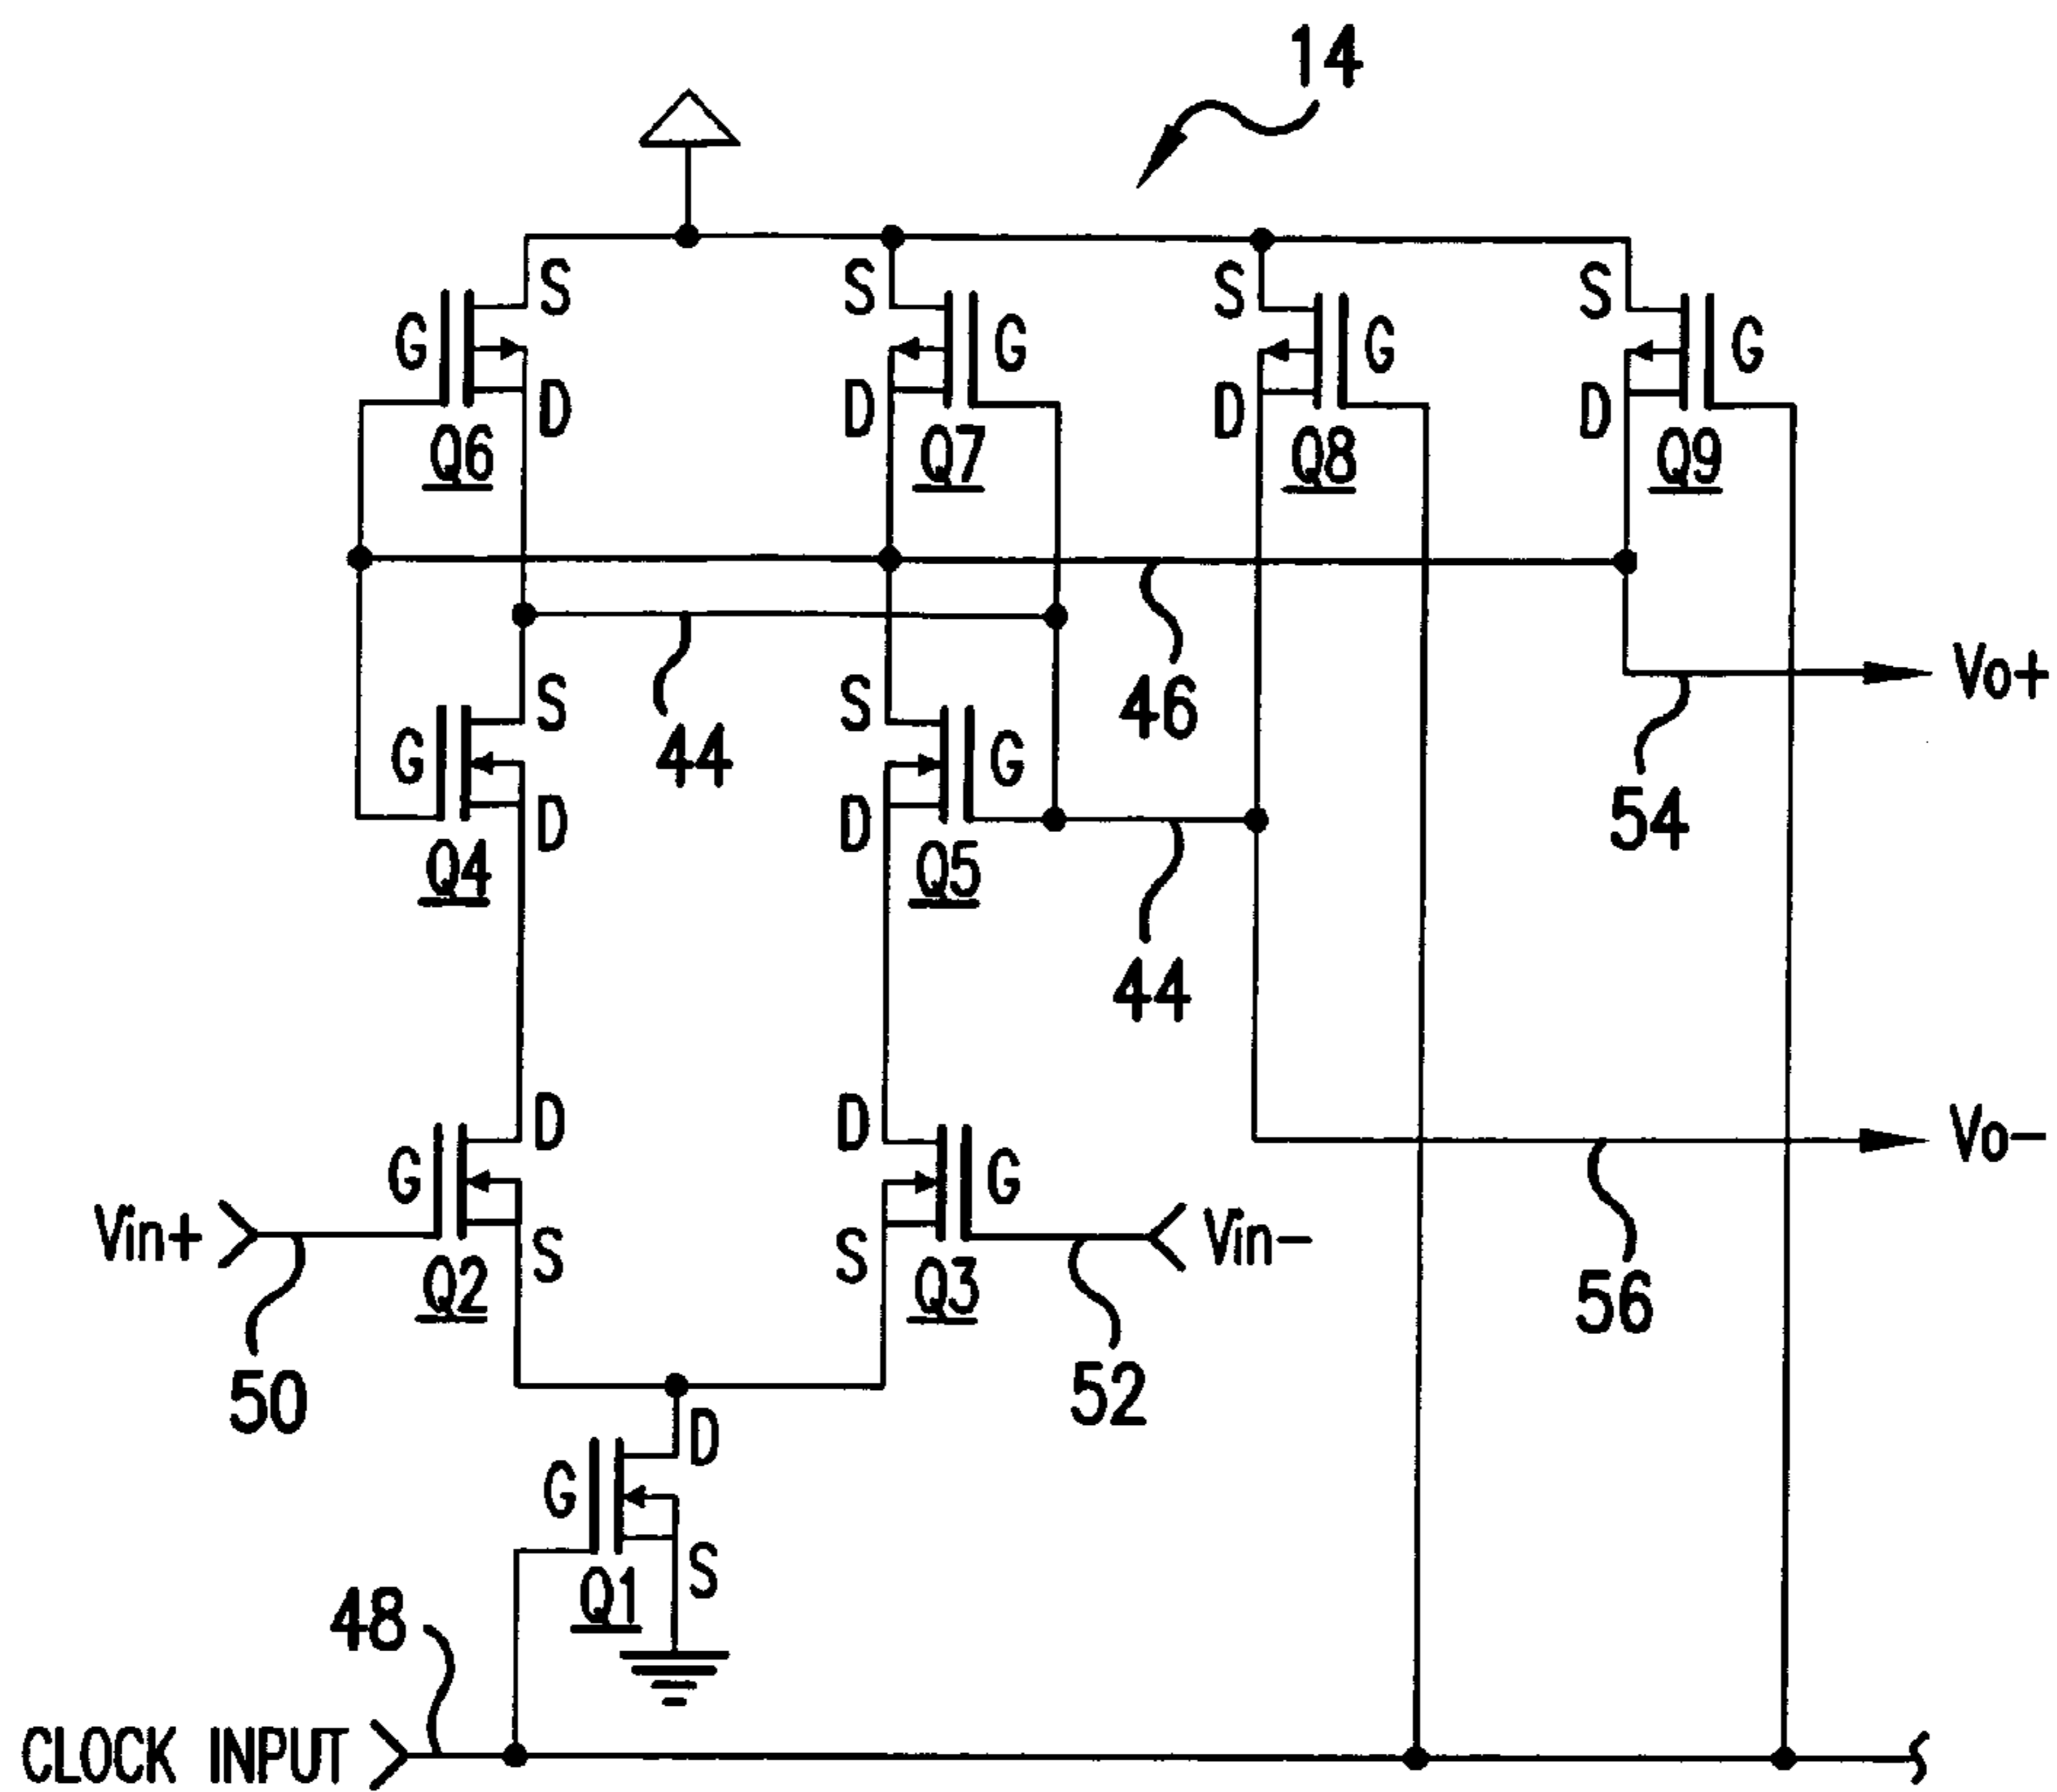 14
S S S S
G G G G
D D D D
Q6 Q7 Q8 Q9
Vo+
S S 46
G 44 G
D D 54
Q4 Q5
44
D D Vo-
G G
Vin+ S S Vin-
Q2 Q3 56
50 52
D
G
S
48 Q1
CLOCK INPUT